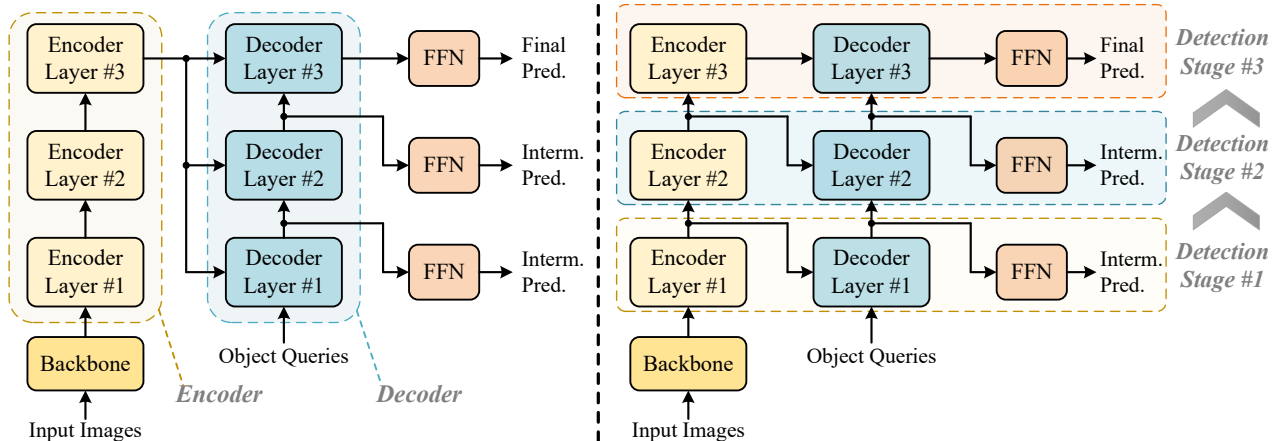 Encoder
Layer #3
Decoder
Layer #3
FFN
Final
Pred.
Encoder
Layer #2
Decoder
Layer #2
FFN
Interm.
Pred.
Encoder
Layer #1
Decoder
Layer #1
FFN
Interm.
Pred.
Backbone
Object Queries
Encoder
Decoder
Input Images
Encoder
Layer #3
Decoder
Layer #3
FFN
Final
Pred.
Detection
Stage #3
Encoder
Layer #2
Decoder
Layer #2
FFN
Interm.
Pred.
Detection
Stage #2
Encoder
Layer #1
Decoder
Layer #1
FFN
Interm.
Pred.
Detection
Stage #1
Backbone
Object Queries
Input Images